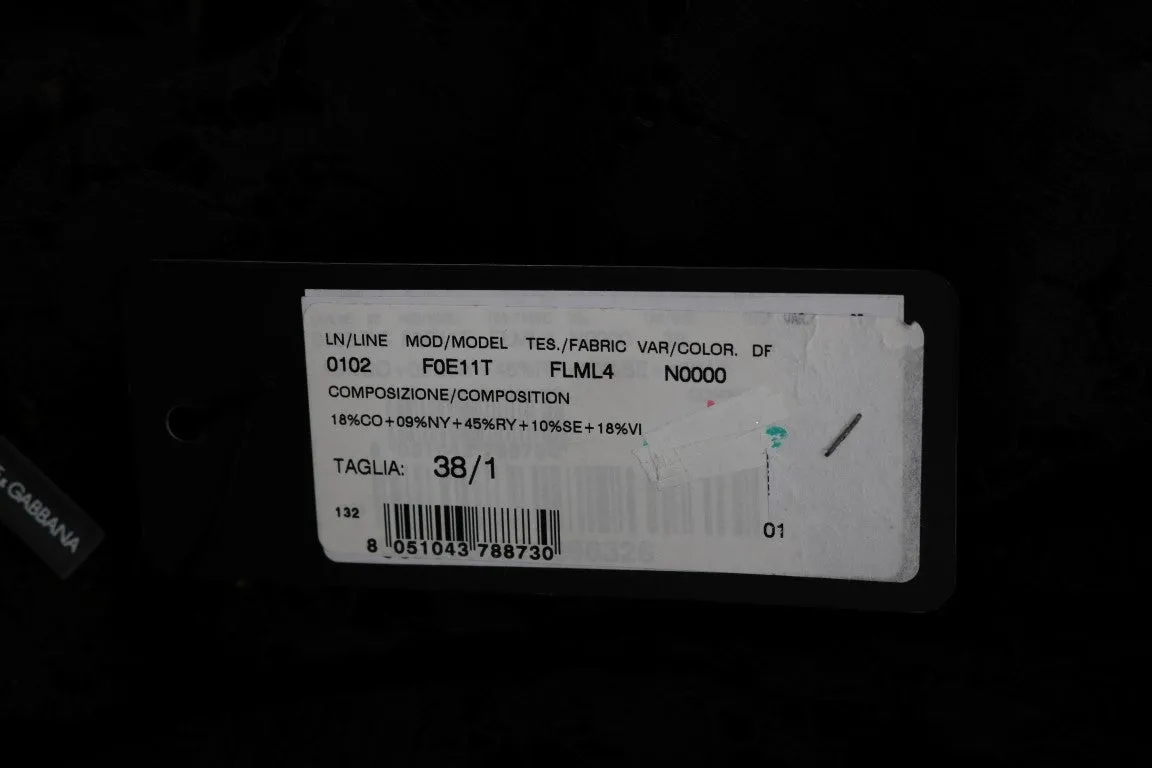 LN/LINE MOD/MODEL TES./FABRIC VAR/COLOR. DF
0102 F0E11T FLML4 N0000
COMPOSIZIONE/COMPOSITION
18%CO+09%NY+45%RY+10%SE+18%VI
TAGLIA: 38/1
132
01
8 051043 788730
& GABBANA